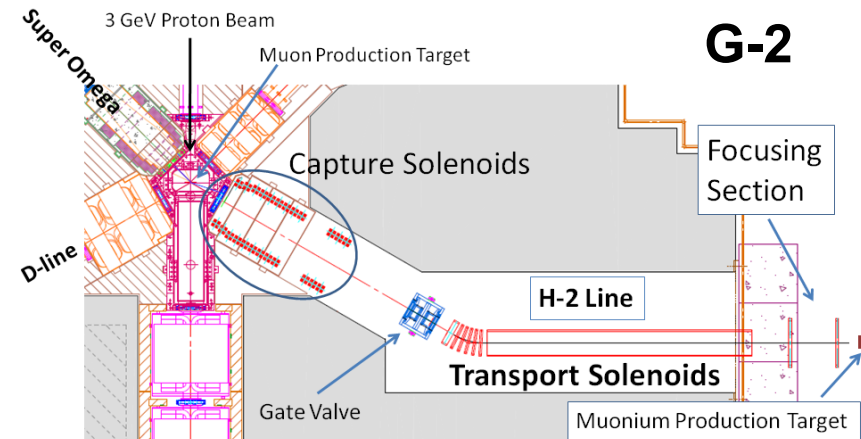 3 GeV Proton Beam
G-2
Super Omega
Muon Production Target
Capture Solenoids
Focusing
Section
D-line
H-2 Line
Transport Solenoids
Gate Valve
Muonium Production Target